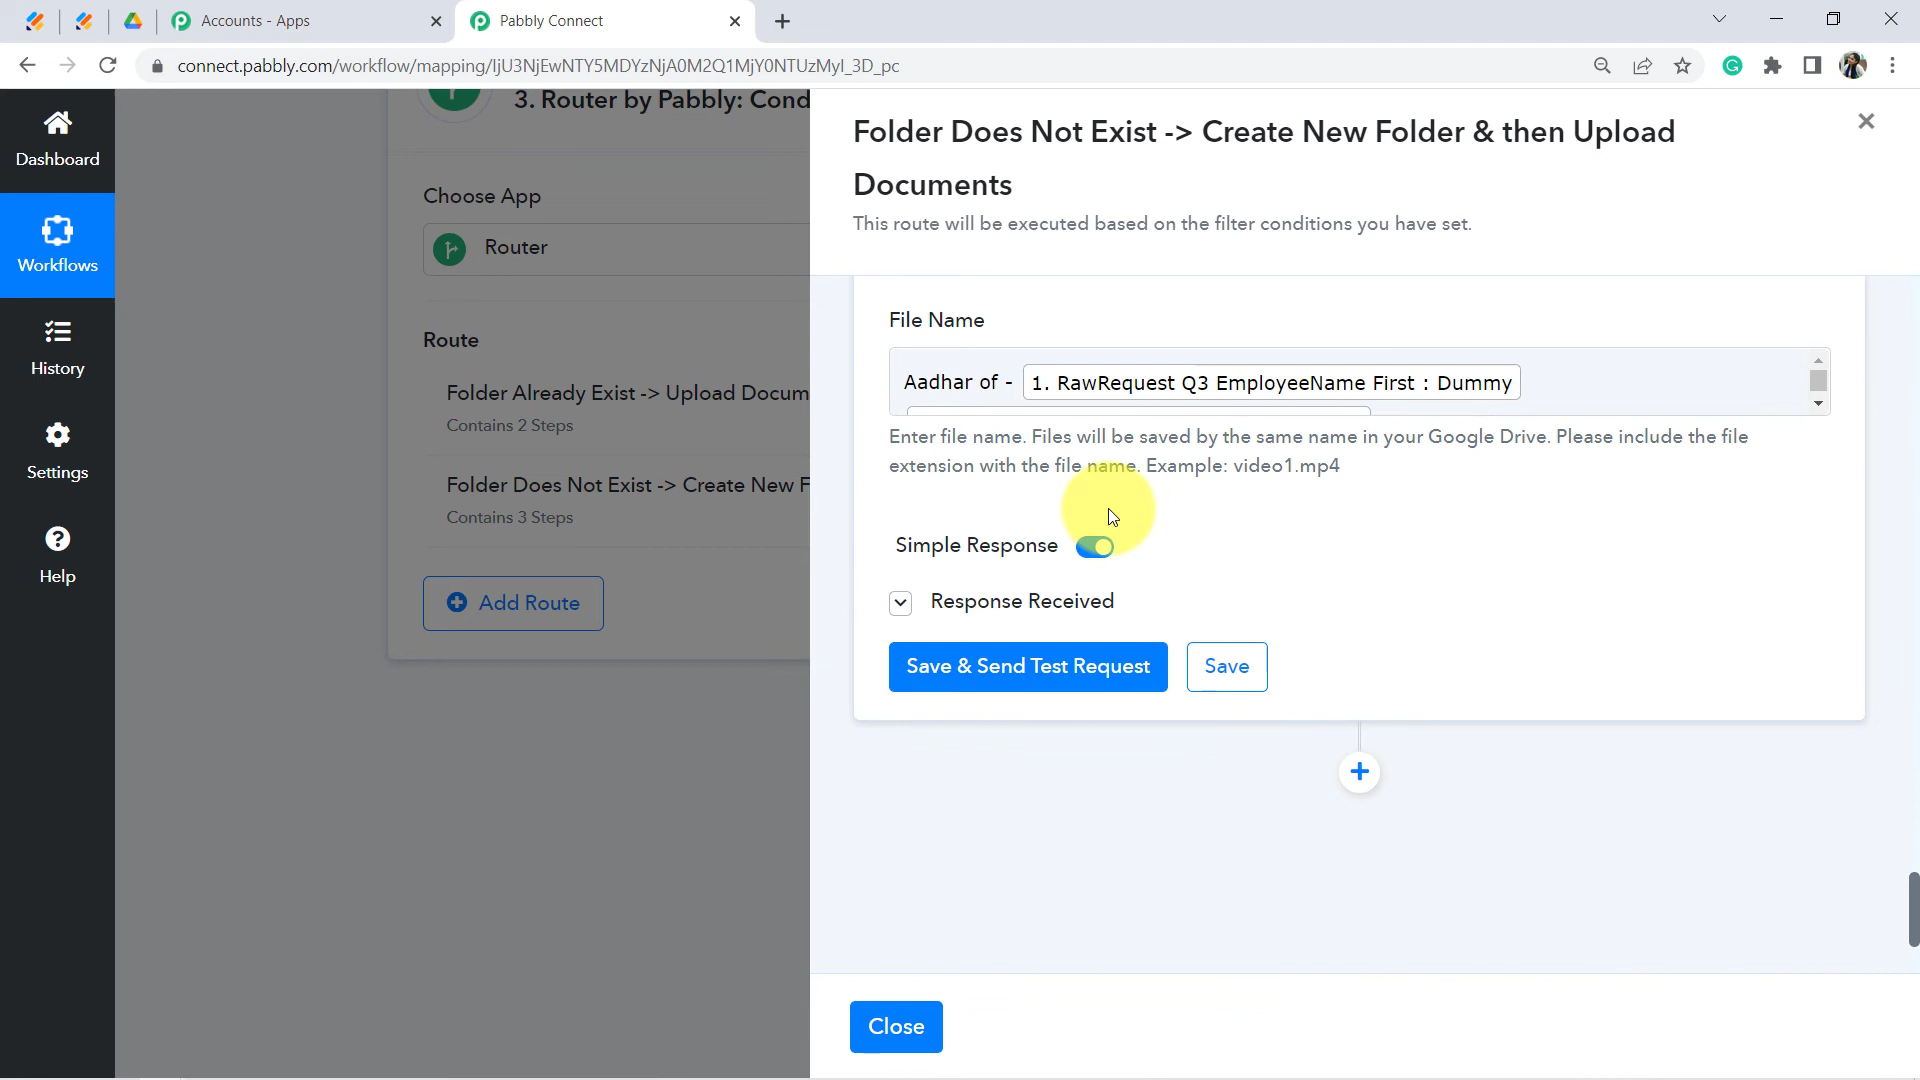 Accounts - Apps
Pabbly Connect
connect.pabbly.com/workflow/mapping/IjU3NjEwNTY5MDYzNjA0M2Q1MjY0NTUzMyI_3D_pc
Dashboard
Workflows
History
Settings
Help
3. Router by Pabbly: Cond
Choose App
Router
Route
Folder Already Exist -> Upload Docum
Contains 2 Steps
Folder Does Not Exist -> Create New F
Contains 3 Steps
Add Route
Folder Does Not Exist -> Create New Folder & then Upload
Documents
This route will be executed based on the filter conditions you have set.
File Name
Aadhar of - 1. RawRequest Q3 EmployeeName First : Dummy
Enter file name. Files will be saved by the same name in your Google Drive. Please include the file
extension with the file name. Example: video1.mp4
Simple Response
Response Received
Save & Send Test Request
Save
Close